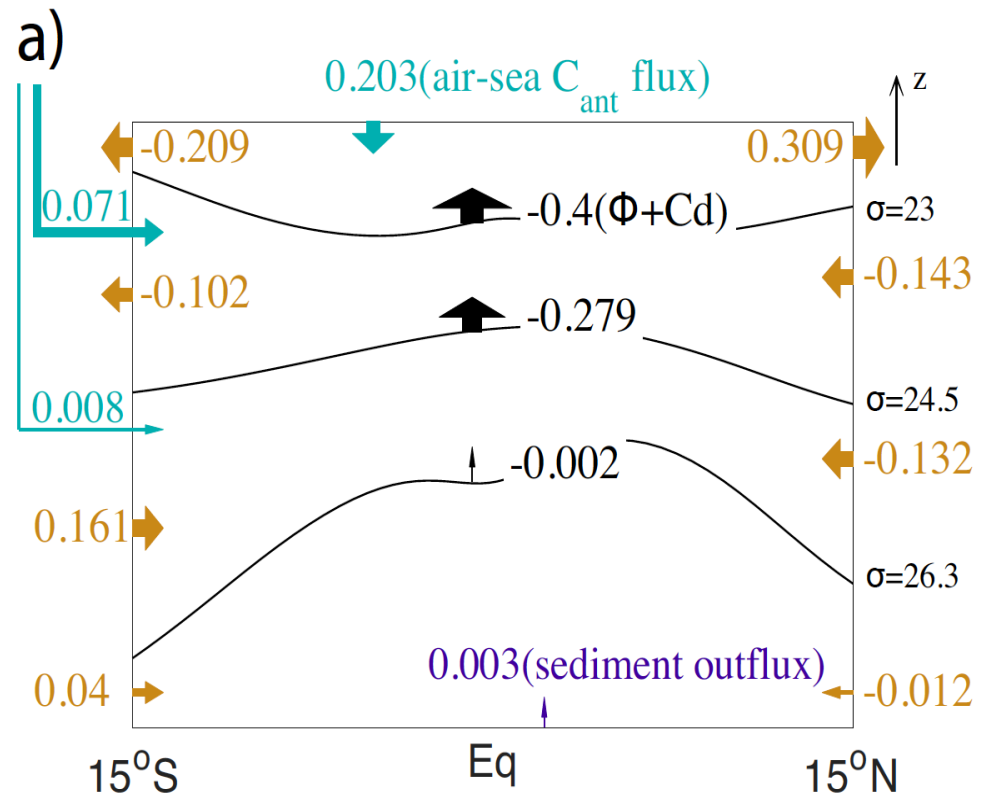 a)
0.203(air-sea C_ant flux)
z
-0.209
0.309
0.071
-0.4(Φ+Cd)
σ=23
-0.102
-0.143
-0.279
0.008
σ=24.5
-0.002
-0.132
0.161
σ=26.3
0.003(sediment outflux)
0.04
-0.012
15°S
Eq
15°N